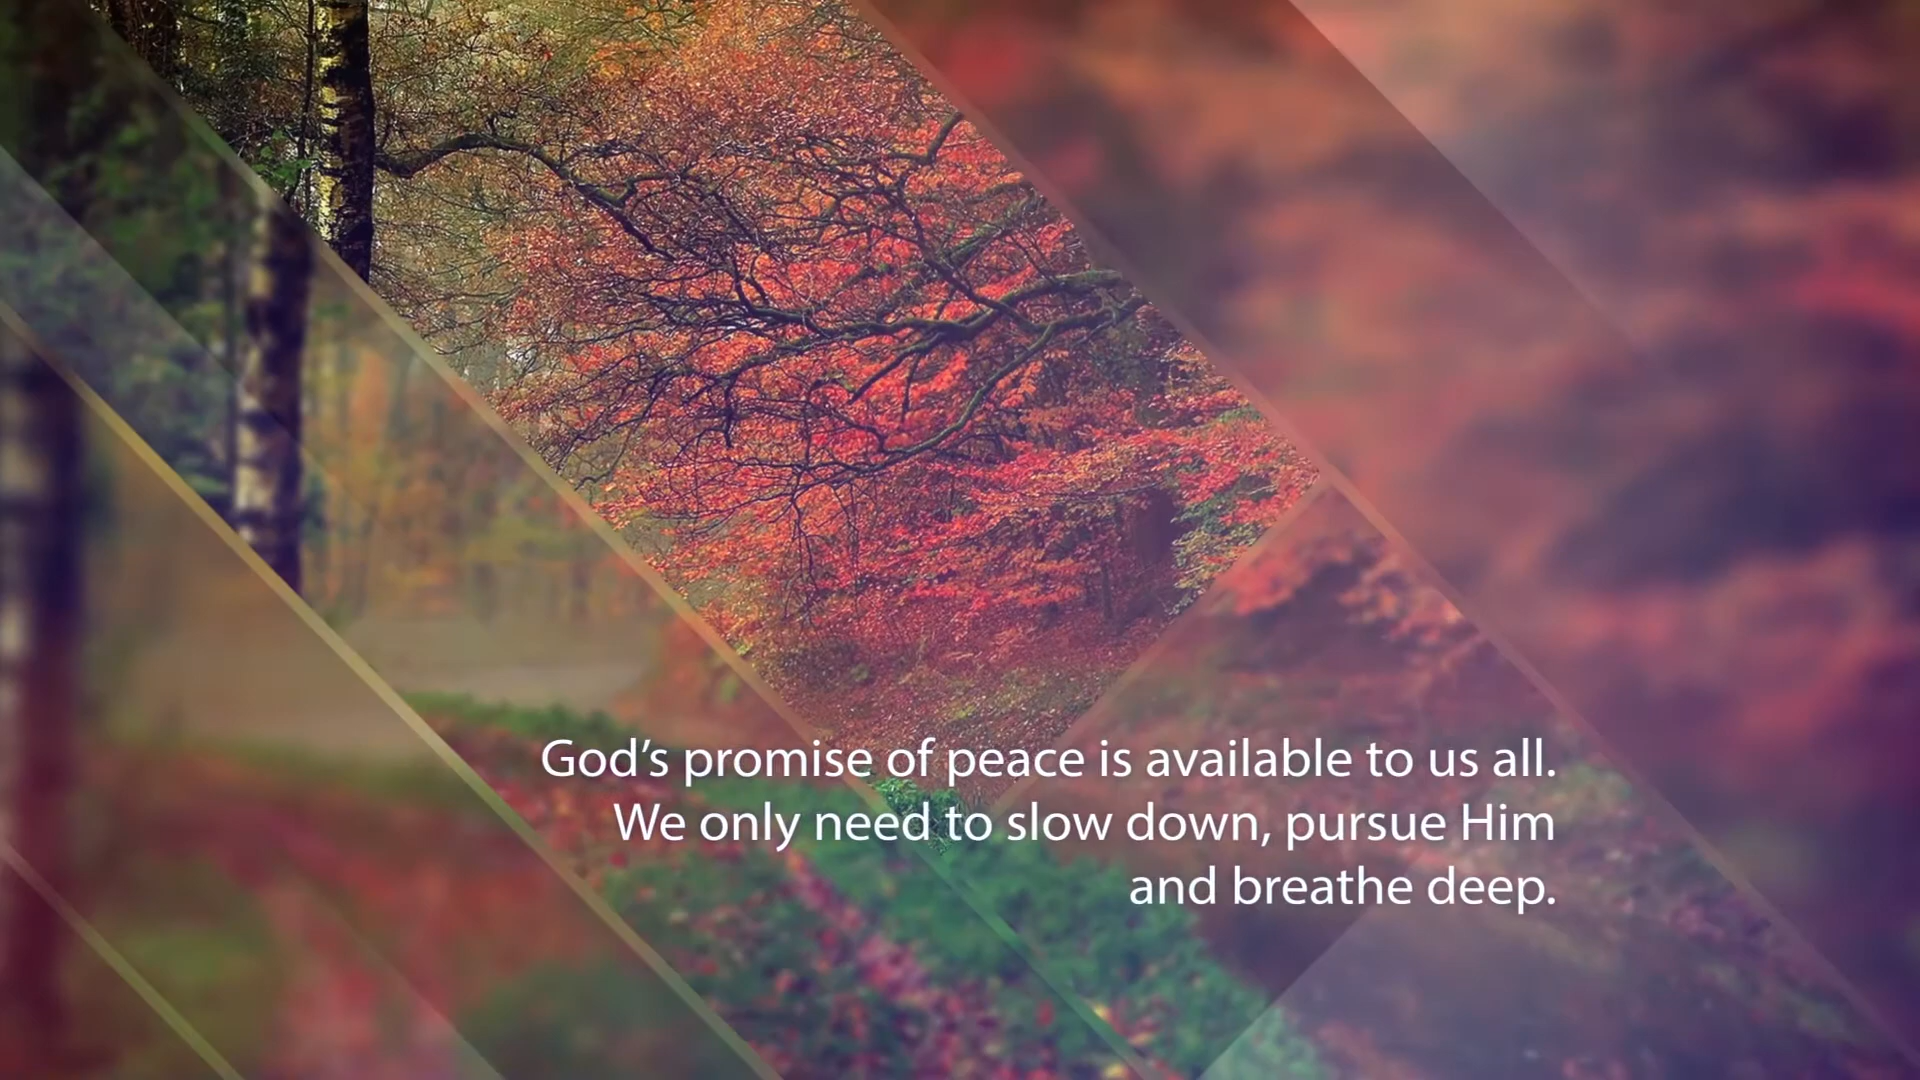 God’s promise of peace is available to us all.
We only need to slow down, pursue Him
and breathe deep.